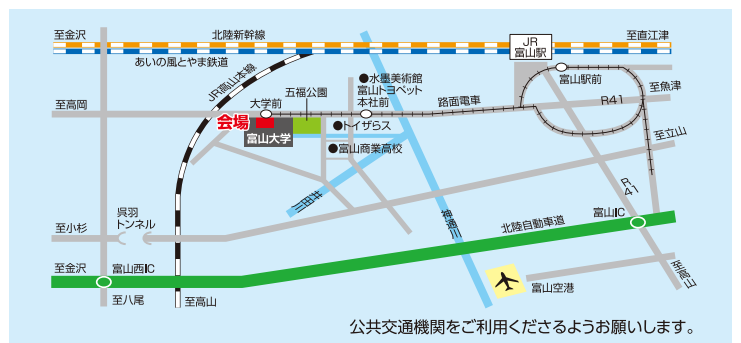 至金沢
北陸新幹線
JR
富山駅
至直江津
あいの風とやま鉄道
JR高山本線
水墨美術館
富山駅前
五福公園
富山トヨペット
本社前
大学前
至高岡
路面電車
R41
至魚津
会場
富山大学
トイザらス
至立山
富山商業高校
R
41
井田川
呉羽
トンネル
神通川
富山IC
至小杉
北陸自動車道
至金沢
富山西IC
至尾山
富山空港
至八尾
至高山
公共交通機関をご利用くださるようお願いします。